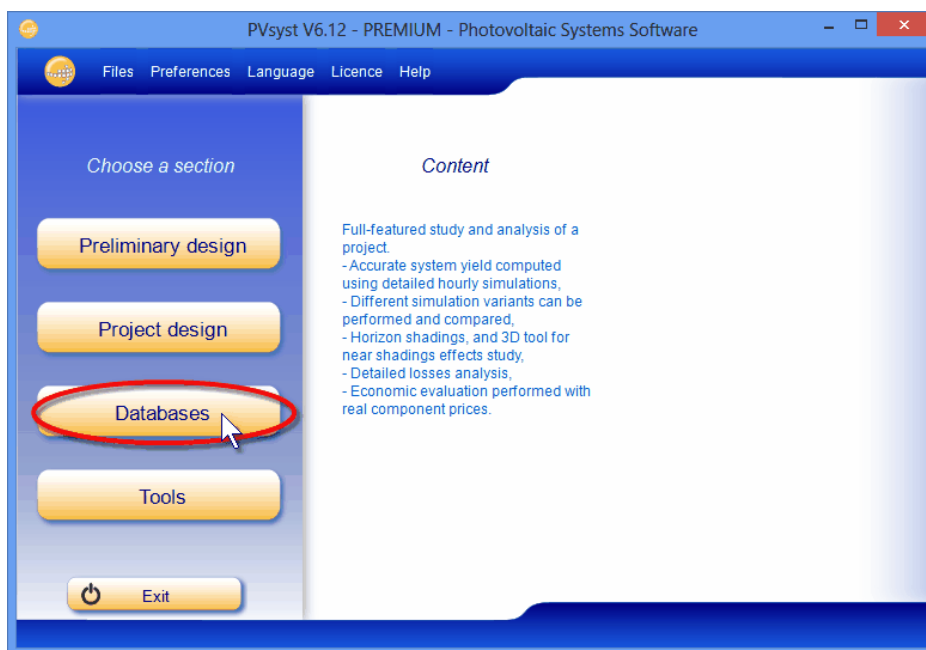 PVsyst V6.12 - PREMIUM - Photovoltaic Systems Software
Files Preferences Language Licence Help
Choose a section
Preliminary design
Project design
Databases
Tools
Exit
Content
Full-featured study and analysis of a
project.
- Accurate system yield computed
using detailed hourly simulations,
- Different simulation variants can be
performed and compared,
- Horizon shadings, and 3D tool for
near shadings effects study,
- Detailed losses analysis,
- Economic evaluation performed with
real component prices.